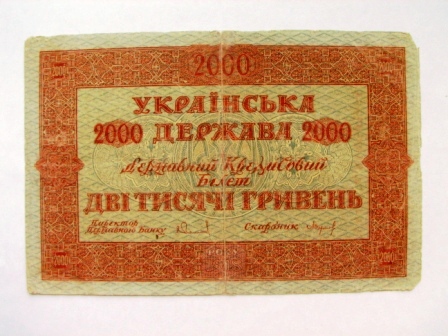 2000
УКРАЇНСЬКА
2000 ДЕРЖАВА 2000
Державний Кредитовий
Білет
ДВІ ТИСЯЧІ ГРИВЕНЬ
Директор
Державного Банку
Скарбник